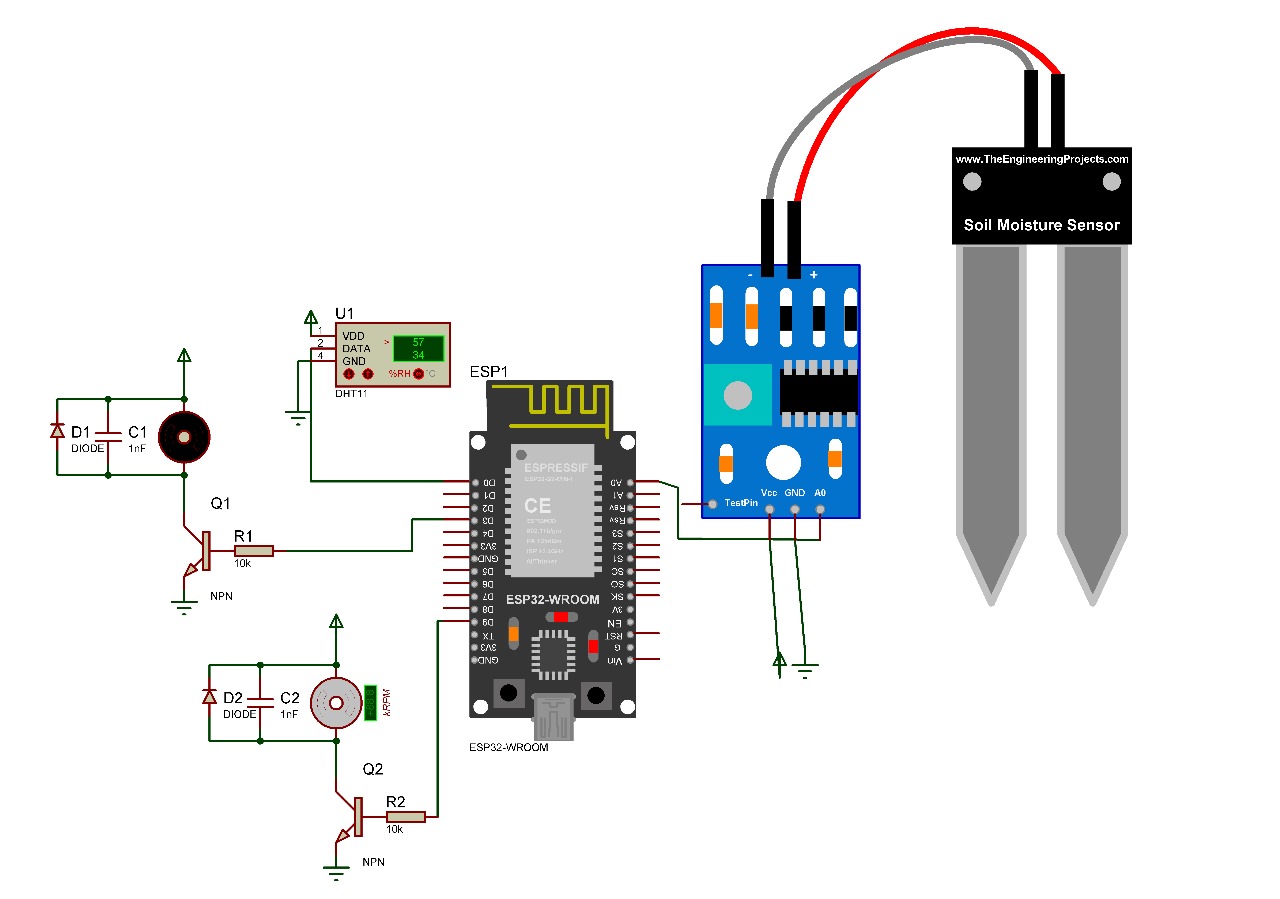 www.TheEngineeringProjects.com
Soil Moisture Sensor
- +
U1
1
2
4
VDD
DATA
GND
>
57
34
%RH
°C
DHT11
ESP1
D1
DIODE
C1
1nF
Q1
R1
10k
NPN
ESPRESSIF
CE
ESP32-WROOM
D0
D1
D2
D3
D4
3V3
GND
D5
D6
D7
D8
D9
TX
3V3
GND
A0
A1
Rsv
Rsv
S3
S2
S1
SC
SO
SK
3V
EN
RST
G
Vin
Vcc GND A0
TestPin
D2
DIODE
C2
1nF
kRPM
Q2
R2
10k
NPN
ESP32-WROOM